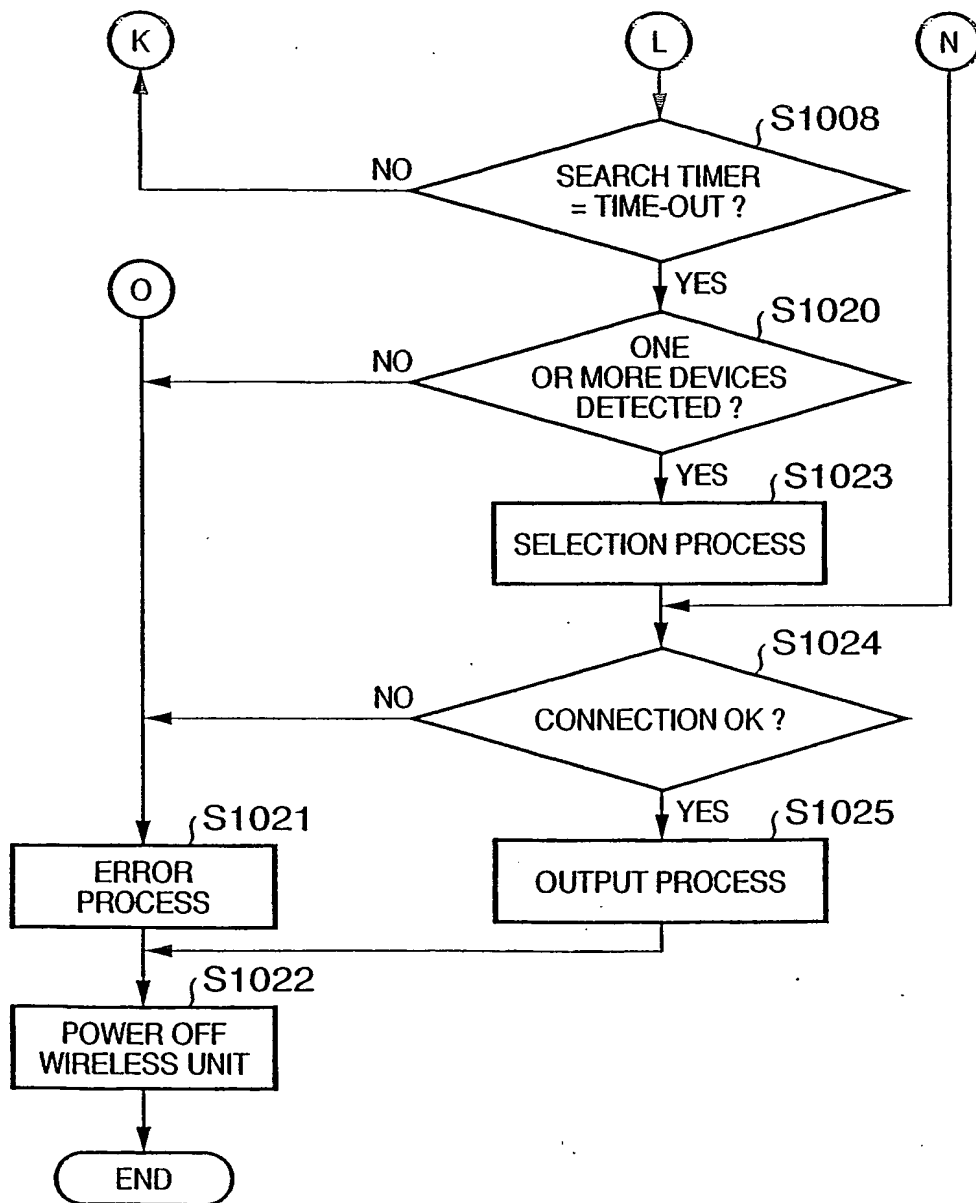 K
L
N
S1008
NO
SEARCH TIMER
= TIME-OUT ?
YES
O
S1020
NO
ONE
OR MORE DEVICES
DETECTED ?
YES
S1023
SELECTION PROCESS
S1024
NO
CONNECTION OK ?
YES
S1021
S1025
ERROR
PROCESS
OUTPUT PROCESS
S1022
POWER OFF
WIRELESS UNIT
END